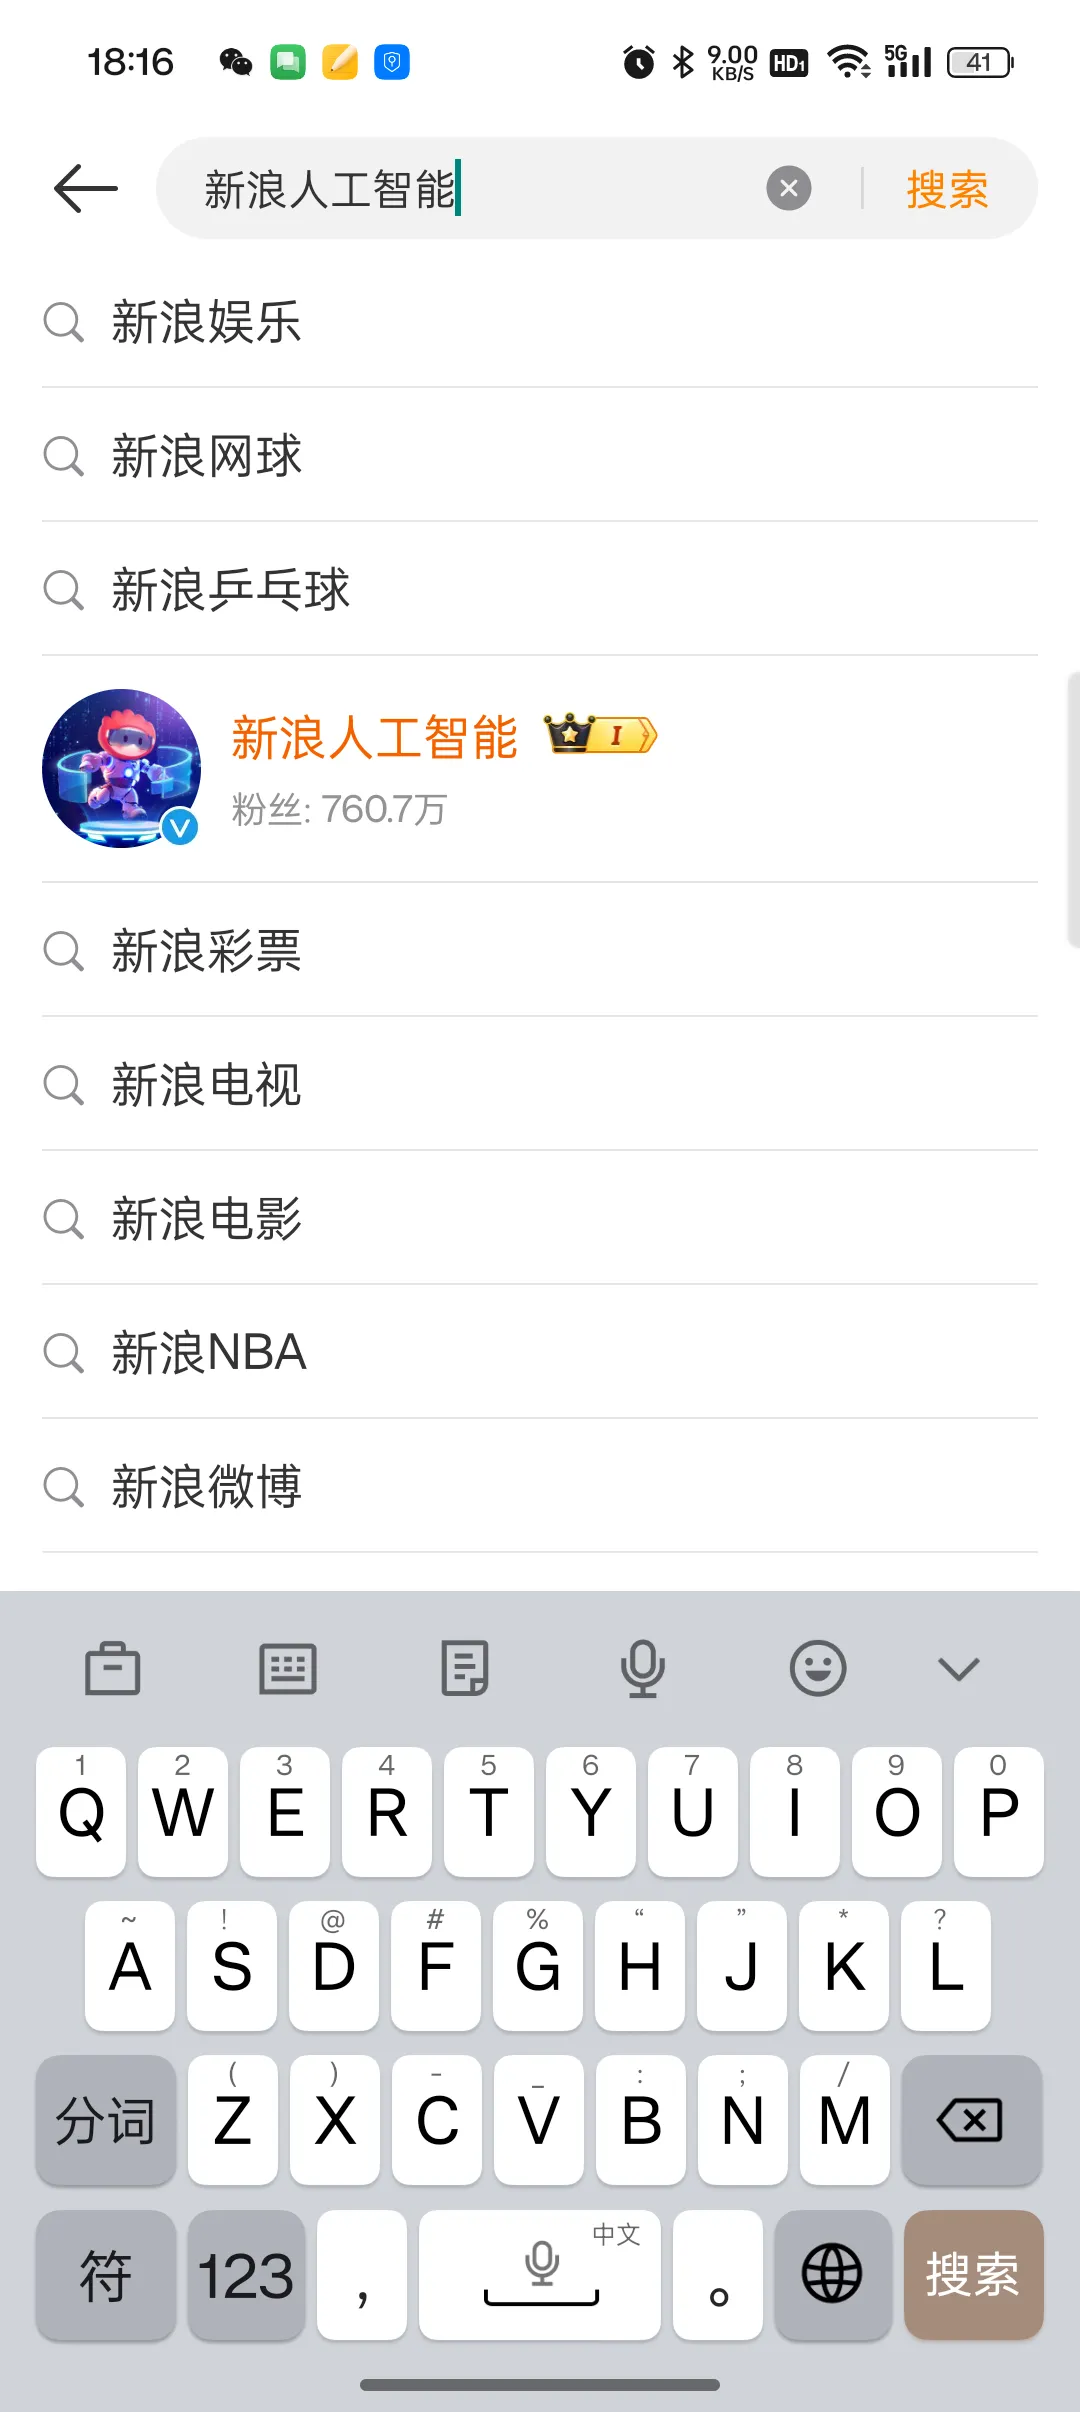 18:16
9.00
KB/S
HD1
5G
41
新浪人工智能
搜索
新浪娱乐
新浪网球
新浪乒乓球
新浪人工智能
I
粉丝: 760.7万
新浪彩票
新浪电视
新浪电影
新浪NBA
新浪微博
1 2 3 4 5 6 7 8 9 0
Q W E R T Y U I O P
~ ! @ # % “ ” * ?
A S D F G H J K L
( ) - _ : ; /
分词 Z X C V B N M
符 123 , 中文 。 搜索